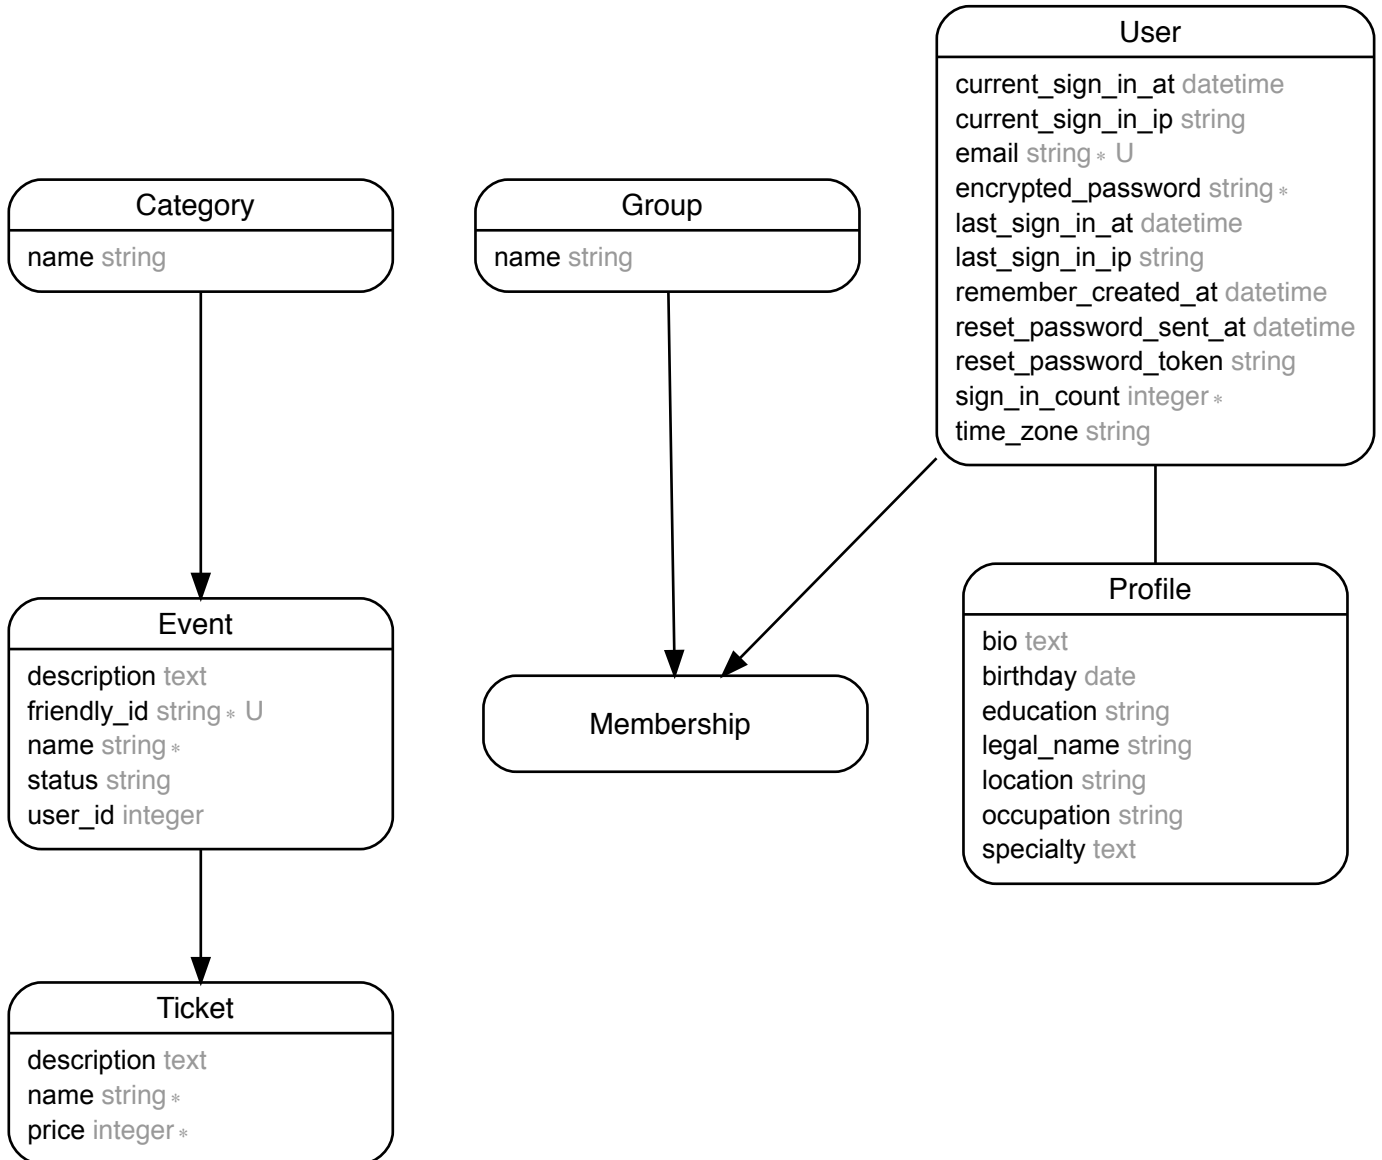 User
current_sign_in_at datetime
current_sign_in_ip string
email string * U
encrypted_password string *
last_sign_in_at datetime
last_sign_in_ip string
remember_created_at datetime
reset_password_sent_at datetime
reset_password_token string
sign_in_count integer *
time_zone string
Category
name string
Group
name string
Event
description text
friendly_id string * U
name string *
status string
user_id integer
Membership
Profile
bio text
birthday date
education string
legal_name string
location string
occupation string
specialty text
Ticket
description text
name string *
price integer *